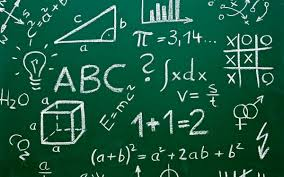 c b
a
π = 3,14...
ABC
?
∫xdx
H₂O
E=mc²
v = s/t
a
a
a
1+1=2
(a+b)² = a² + 2ab + b²